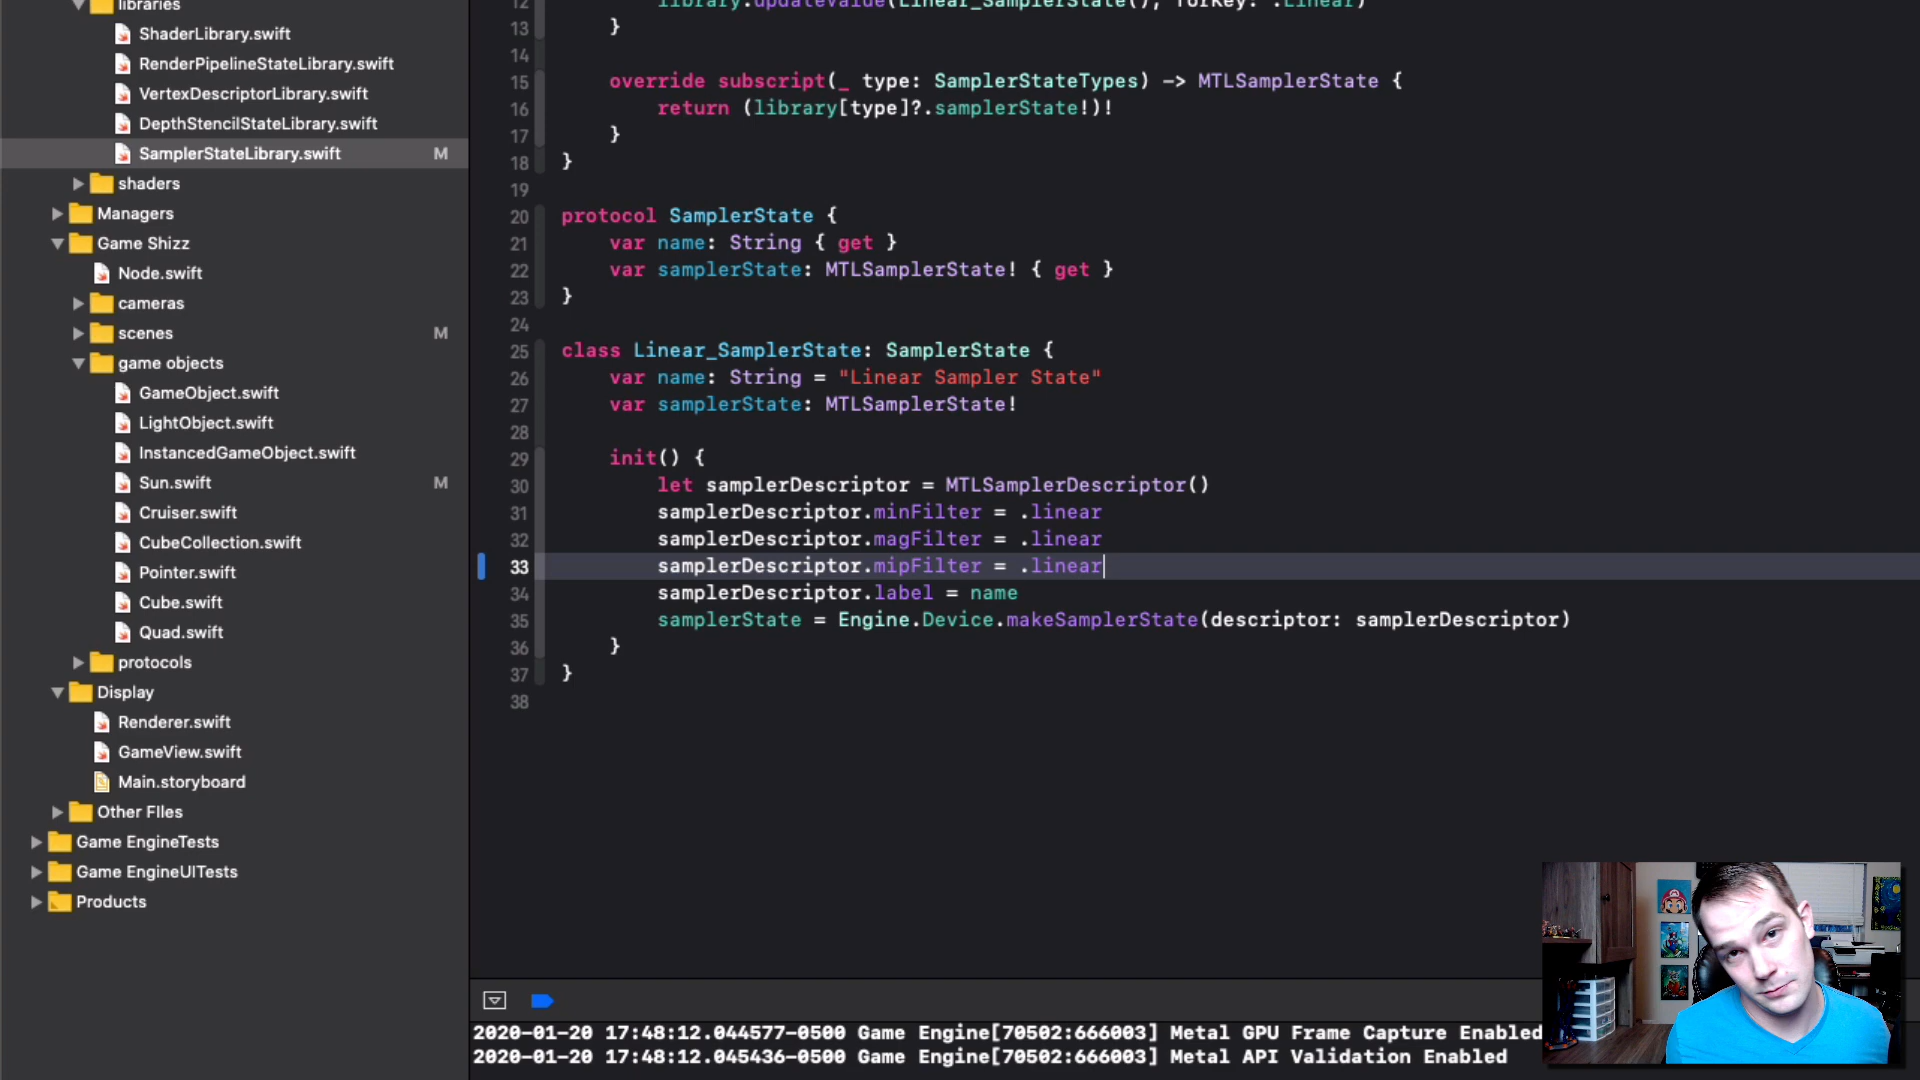 libraries
ShaderLibrary.swift
RenderPipelineStateLibrary.swift
VertexDescriptorLibrary.swift
DepthStencilStateLibrary.swift
SamplerStateLibrary.swift M
shaders
Managers
Game Shizz
Node.swift
cameras
scenes M
game objects
GameObject.swift
LightObject.swift
InstancedGameObject.swift
Sun.swift M
Cruiser.swift
CubeCollection.swift
Pointer.swift
Cube.swift
Quad.swift
protocols
Display
Renderer.swift
GameView.swift
Main.storyboard
Other FIles
Game EngineTests
Game EngineUITests
Products
12 library.updateValue(Linear_SamplerState(), forKey: .Linear)
13 }
14
15 override subscript(_ type: SamplerStateTypes) -> MTLSamplerState {
16 return (library[type]?.samplerState!)!
17 }
18 }
19
20 protocol SamplerState {
21 var name: String { get }
22 var samplerState: MTLSamplerState! { get }
23 }
24
25 class Linear_SamplerState: SamplerState {
26 var name: String = "Linear Sampler State"
27 var samplerState: MTLSamplerState!
28
29 init() {
30 let samplerDescriptor = MTLSamplerDescriptor()
31 samplerDescriptor.minFilter = .linear
32 samplerDescriptor.magFilter = .linear
33 samplerDescriptor.mipFilter = .linear
34 samplerDescriptor.label = name
35 samplerState = Engine.Device.makeSamplerState(descriptor: samplerDescriptor)
36 }
37 }
38
2020-01-20 17:48:12.044577-0500 Game Engine[70502:666003] Metal GPU Frame Capture Enabled
2020-01-20 17:48:12.045436-0500 Game Engine[70502:666003] Metal API Validation Enabled